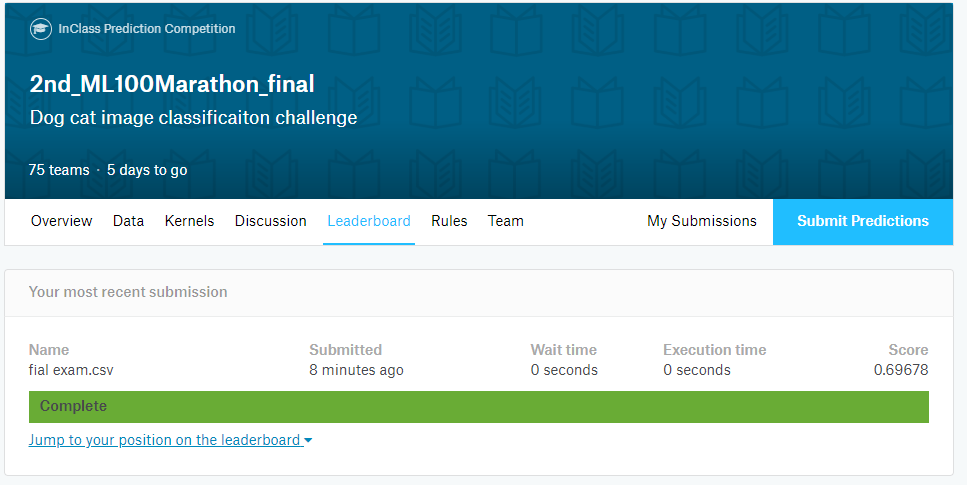 InClass Prediction Competition
2nd_ML100Marathon_final
Dog cat image classificaiton challenge
75 teams · 5 days to go
Overview Data Kernels Discussion Leaderboard Rules Team My Submissions Submit Predictions
Your most recent submission
Name Submitted Wait time Execution time Score
fial exam.csv 8 minutes ago 0 seconds 0 seconds 0.69678
Complete
Jump to your position on the leaderboard